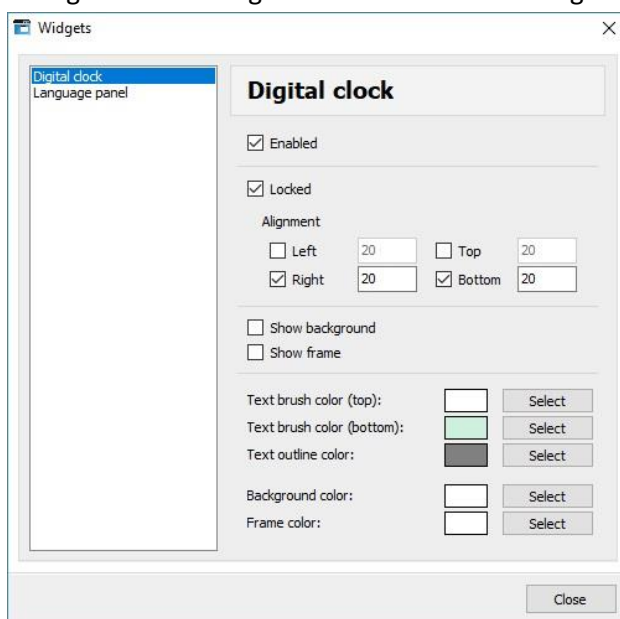 Widgets
Digital clock
Language panel
Digital clock
Enabled
Locked
Alignment
Left 20 Top 20
Right 20 Bottom 20
Show background
Show frame
Text brush color (top): Select
Text brush color (bottom): Select
Text outline color: Select
Background color: Select
Frame color: Select
Close